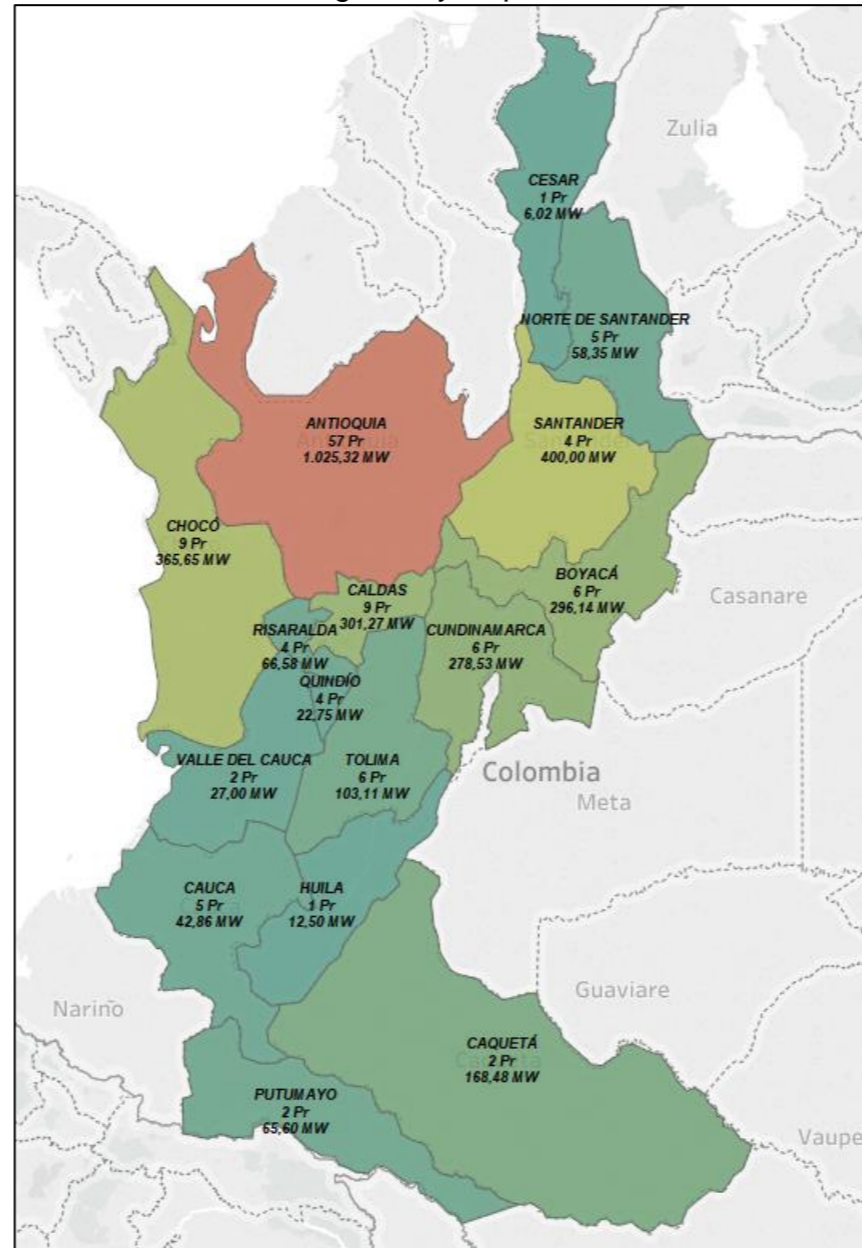 Zulia
CESAR
1 Pr
6,02 MW
NORTE DE SANTANDER
5 Pr
58,35 MW
ANTIOQUIA
57 Pr
1.025,32 MW
SANTANDER
4 Pr
400,00 MW
CHOCÓ
9 Pr
365,65 MW
BOYACÁ
6 Pr
296,14 MW
Casanare
CALDAS
9 Pr
301,27 MW
RISARALDA
4 Pr
66,58 MW
CUNDINAMARCA
6 Pr
278,53 MW
QUINDÍO
4 Pr
22,75 MW
VALLE DEL CAUCA
2 Pr
27,00 MW
TOLIMA
6 Pr
103,11 MW
Colombia
Meta
CAUCA
5 Pr
42,86 MW
HUILA
1 Pr
12,50 MW
Guaviare
Narino
CAQUETÁ
2 Pr
168,48 MW
PUTUMAYO
2 Pr
65,60 MW
Vaupe